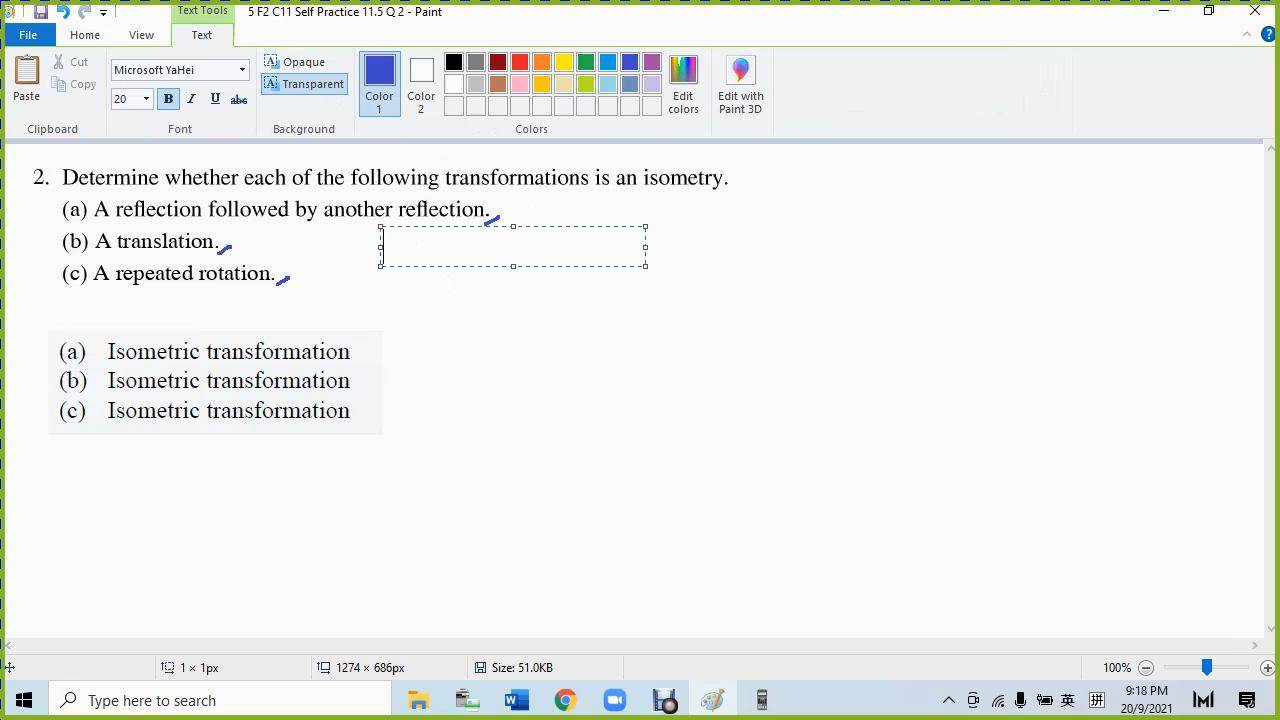 Text Tools
5 F2 C11 Self Practice 11.5 Q 2 - Paint
File
Home
View
Text
?
Paste
Cut
Copy
Clipboard
Microsoft YaHei
20
B
I
U
abc
Font
Opaque
Transparent
Background
Color 1
Color 2
Edit colors
Edit with Paint 3D
Colors
2. Determine whether each of the following transformations is an isometry.
(a) A reflection followed by another reflection.
(b) A translation.
(c) A repeated rotation.
(a) Isometric transformation
(b) Isometric transformation
(c) Isometric transformation
1 × 1px
1274 × 686px
Size: 51.0KB
100%
Type here to search
W
英
拼
9:18 PM
20/9/2021